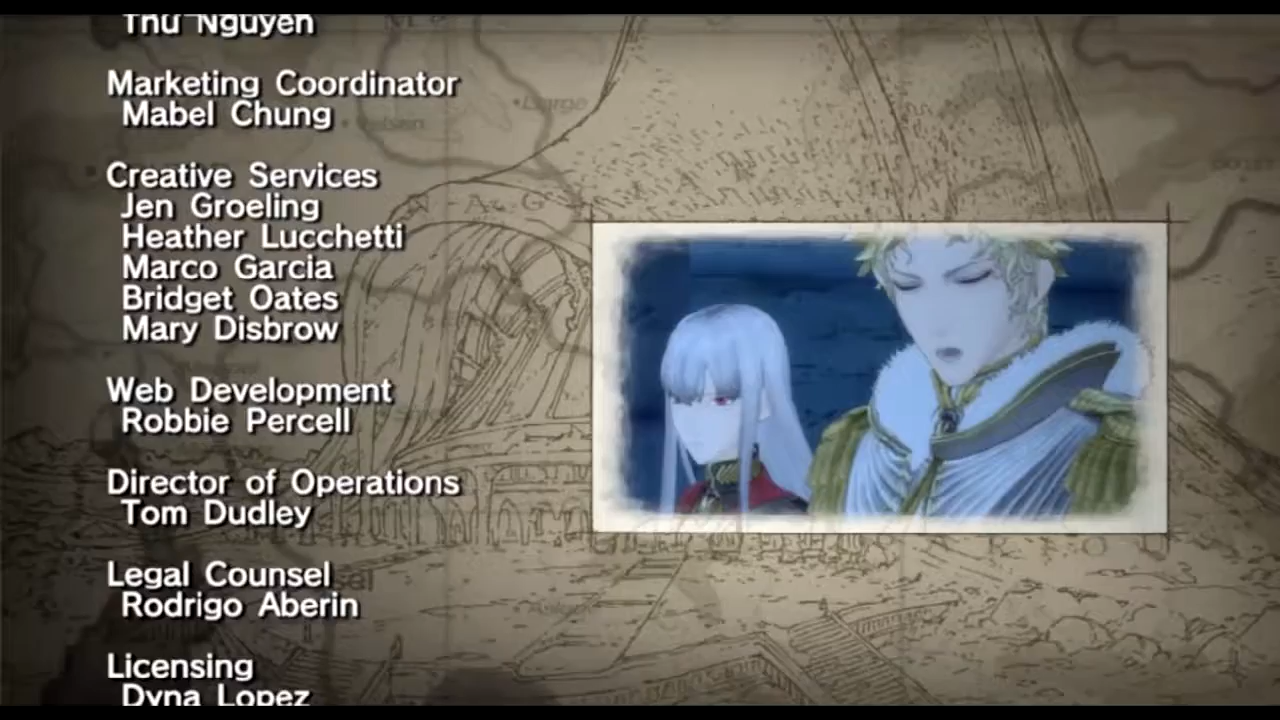 Thu Nguyen
Marketing Coordinator
Mabel Chung
Creative Services
Jen Groeling
Heather Lucchetti
Marco Garcia
Bridget Oates
Mary Disbrow
Web Development
Robbie Percell
Director of Operations
Tom Dudley
Legal Counsel
Rodrigo Aberin
Licensing
Dyna Lopez